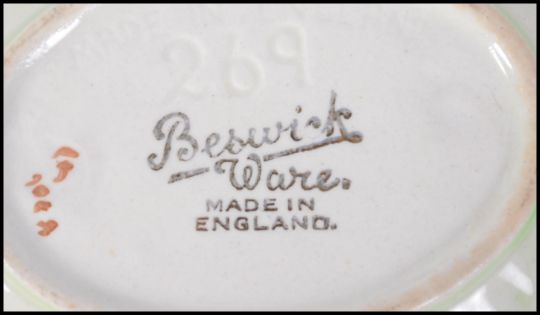 269
Beswick
Ware.
MADE IN
ENGLAND.